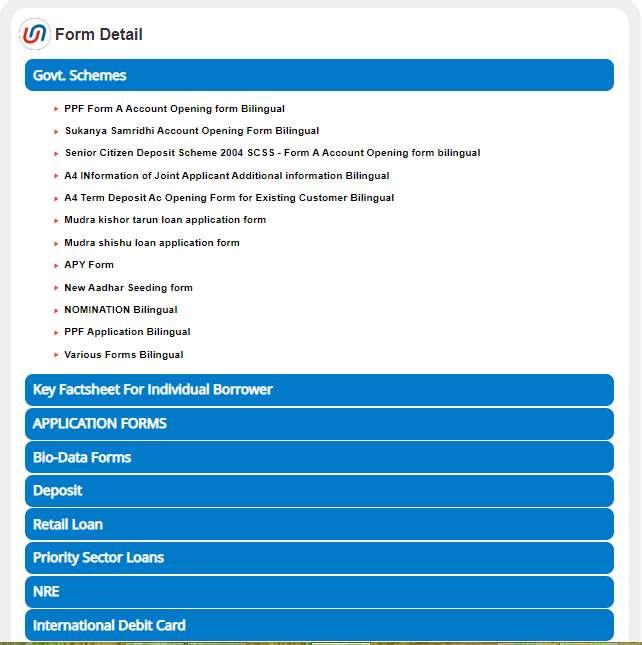 Form Detail
Govt. Schemes
PPF Form A Account Opening form Bilingual
Sukanya Samridhi Account Opening Form Bilingual
Senior Citizen Deposit Scheme 2004 SCSS - Form A Account Opening form bilingual
A4 INformation of Joint Applicant Additional information Bilingual
A4 Term Deposit Ac Opening Form for Existing Customer Bilingual
Mudra kishor tarun loan application form
Mudra shishu loan application form
APY Form
New Aadhar Seeding form
NOMINATION Bilingual
PPF Application Bilingual
Various Forms Bilingual
Key Factsheet For Individual Borrower
APPLICATION FORMS
Bio-Data Forms
Deposit
Retail Loan
Priority Sector Loans
NRE
International Debit Card